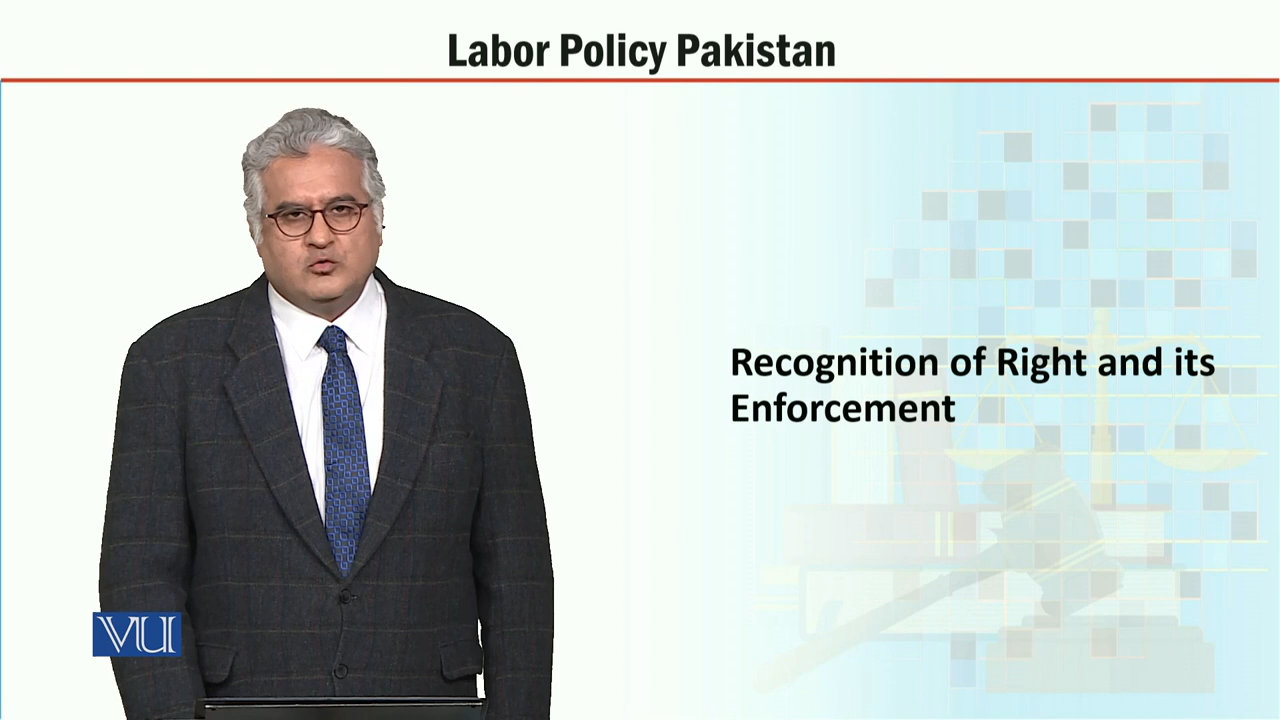 Labor Policy Pakistan
Recognition of Right and its
Enforcement
VU